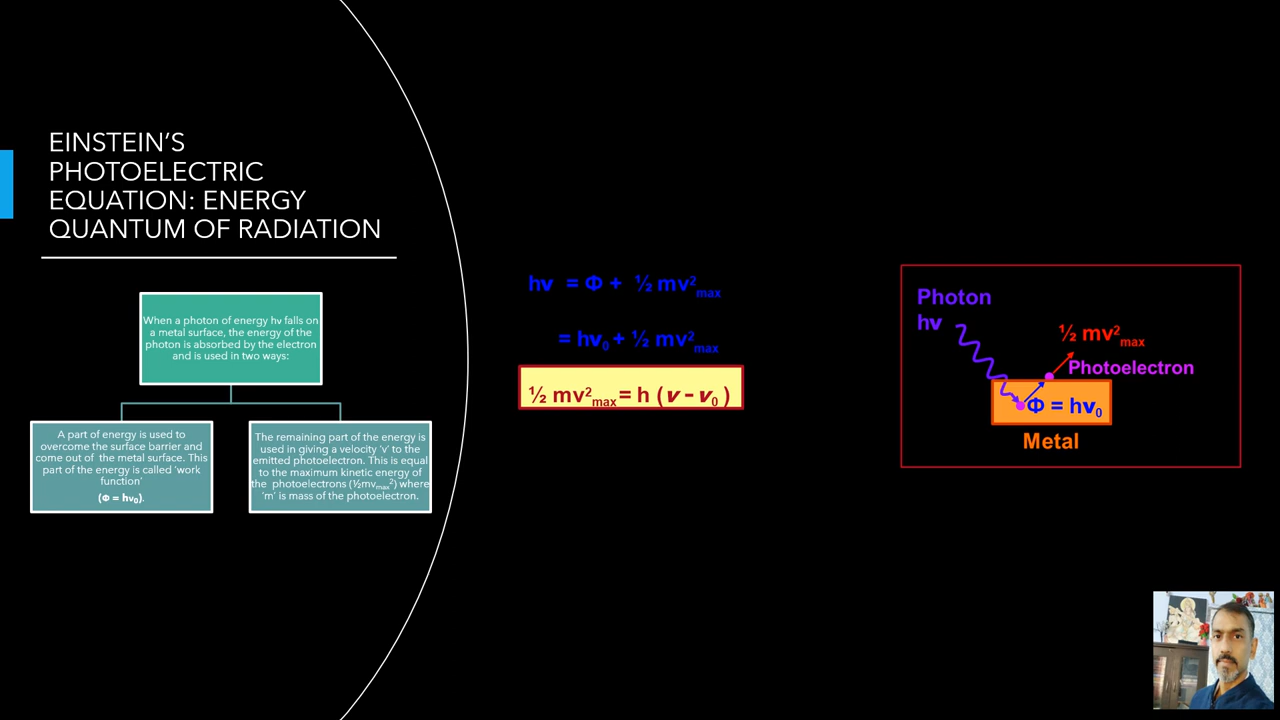 EINSTEIN’S
PHOTOELECTRIC
EQUATION: ENERGY
QUANTUM OF RADIATION
When a photon of energy hν falls on
a metal surface, the energy of the
photon is absorbed by the electron
and is used in two ways:
A part of energy is used to
overcome the surface barrier and
come out of the metal surface. This
part of the energy is called ‘work
function’
(Φ = hν₀).
The remaining part of the energy is
used in giving a velocity ‘v’ to the
emitted photoelectron. This is equal
to the maximum kinetic energy of
the photoelectrons (½mvₘₐₓ²) where
‘m’ is mass of the photoelectron.
hν = Φ + ½ mv²ₘₐₓ
= hν₀ + ½ mv²ₘₐₓ
½ mv²ₘₐₓ = h (ν - ν₀ )
Photon
hν
½ mv²ₘₐₓ
Photoelectron
Φ = hν₀
Metal